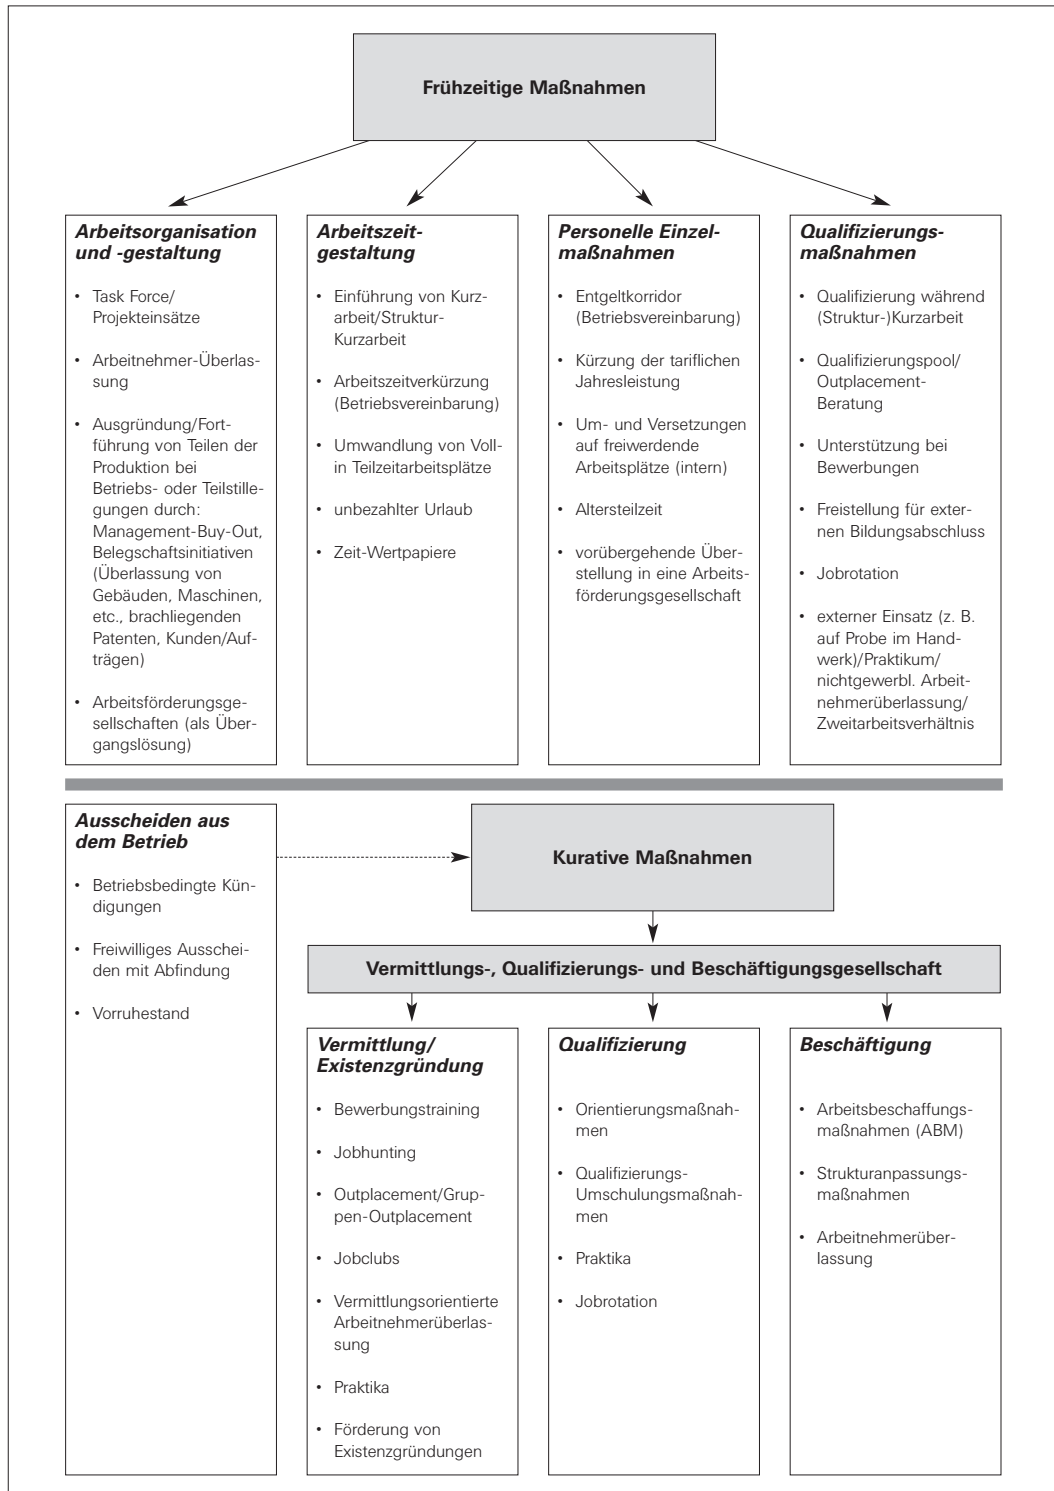 Frühzeitige Maßnahmen
Arbeitsorganisation
und -gestaltung
• Task Force/
Projekteinsätze
• Arbeitnehmer-Überlas-
sung
• Ausgründung/Fort-
führung von Teilen der
Produktion bei
Betriebs- oder Teilstille-
gungen durch:
Management-Buy-Out,
Belegschaftsinitiativen
(Überlassung von
Gebäuden, Maschinen,
etc., brachliegenden
Patenten, Kunden/Auf-
trägen)
• Arbeitsförderungsge-
sellschaften (als Über-
gangslösung)
Arbeitszeit-
gestaltung
• Einführung von Kurz-
arbeit/Struktur-
Kurzarbeit
• Arbeitszeitverkürzung
(Betriebsvereinbarung)
• Umwandlung von Voll-
in Teilzeitarbeitsplätze
• unbezahlter Urlaub
• Zeit-Wertpapiere
Personelle Einzel-
maßnahmen
• Entgeltkorridor
(Betriebsvereinbarung)
• Kürzung der tariflichen
Jahresleistung
• Um- und Versetzungen
auf freiwerdende
Arbeitsplätze (intern)
• Altersteilzeit
• vorübergehende Über-
stellung in eine Arbeits-
förderungsgesellschaft
Qualifizierungs-
maßnahmen
• Qualifizierung während
(Struktur-)Kurzarbeit
• Qualifizierungspool/
Outplacement-
Beratung
• Unterstützung bei
Bewerbungen
• Freistellung für exter-
nen Bildungsabschluss
• Jobrotation
• externer Einsatz (z. B.
auf Probe im Hand-
werk)/Praktikum/
nichtgewerbl. Arbeit-
nehmerüberlassung/
Zweitarbeitsverhältnis
Ausscheiden aus
dem Betrieb
• Betriebsbedingte Kün-
digungen
• Freiwilliges Ausschei-
den mit Abfindung
• Vorruhestand
Kurative Maßnahmen
Vermittlungs-, Qualifizierungs- und Beschäftigungsgesellschaft
Vermittlung/
Existenzgründung
• Bewerbungstraining
• Jobhunting
• Outplacement/Grup-
pen-Outplacement
• Jobclubs
• Vermittlungsorientierte
Arbeitnehmerüberlas-
sung
• Praktika
• Förderung von
Existenzgründungen
Qualifizierung
• Orientierungsmaßnah-
men
• Qualifizierungs-
Umschulungsmaßnah-
men
• Praktika
• Jobrotation
Beschäftigung
• Arbeitsbeschaffungs-
maßnahmen (ABM)
• Strukturanpassungs-
maßnahmen
• Arbeitnehmerüber-
lassung